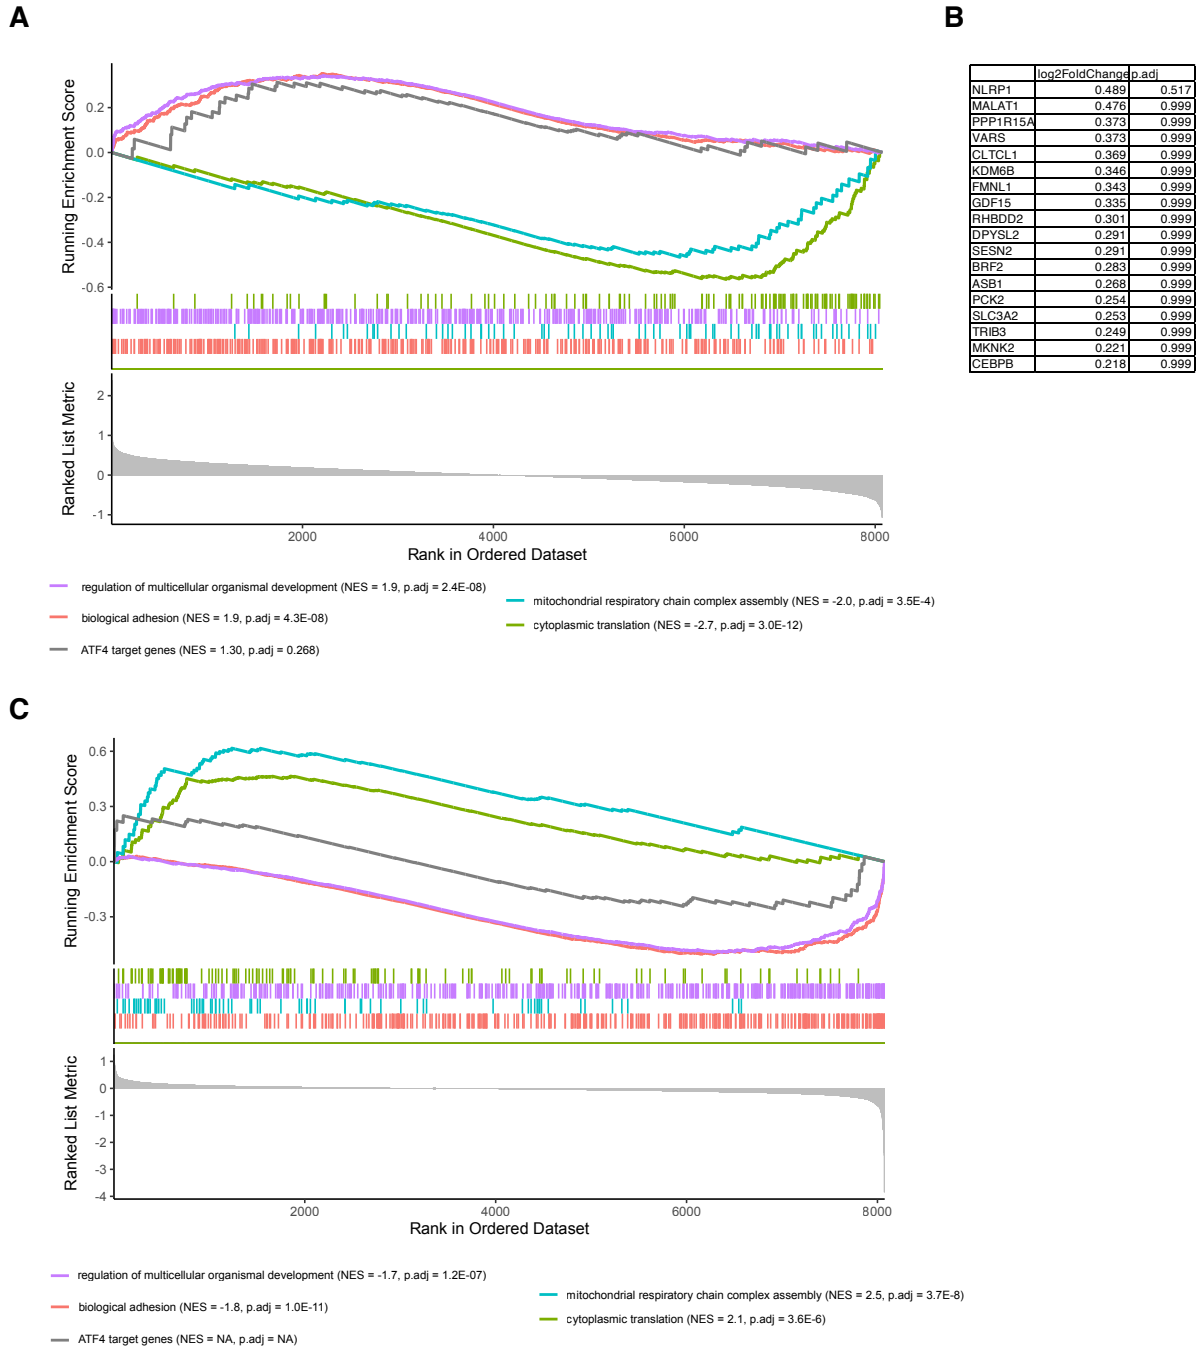 A
B
Running Enrichment Score
0.2
0.0
-0.2
-0.4
-0.6
Ranked List Metric
2
1
0
-1
2000
4000
6000
8000
Rank in Ordered Dataset
regulation of multicellular organismal development (NES = 1.9, p.adj = 2.4E-08)
biological adhesion (NES = 1.9, p.adj = 4.3E-08)
ATF4 target genes (NES = 1.30, p.adj = 0.268)
mitochondrial respiratory chain complex assembly (NES = -2.0, p.adj = 3.5E-4)
cytoplasmic translation (NES = -2.7, p.adj = 3.0E-12)
log2FoldChange p.adj
NLRP1 0.489 0.517
MALAT1 0.476 0.999
PPP1R15A 0.373 0.999
VARS 0.373 0.999
CLTCL1 0.369 0.999
KDM6B 0.346 0.999
FMNL1 0.343 0.999
GDF15 0.335 0.999
RHBDD2 0.301 0.999
DPYSL2 0.291 0.999
SESN2 0.291 0.999
BRF2 0.283 0.999
ASB1 0.268 0.999
PCK2 0.254 0.999
SLC3A2 0.253 0.999
TRIB3 0.249 0.999
MKNK2 0.221 0.999
CEBPB 0.218 0.999
C
Running Enrichment Score
0.6
0.3
0.0
-0.3
Ranked List Metric
1
0
-1
-2
-3
-4
2000
4000
6000
8000
Rank in Ordered Dataset
regulation of multicellular organismal development (NES = -1.7, p.adj = 1.2E-07)
biological adhesion (NES = -1.8, p.adj = 1.0E-11)
ATF4 target genes (NES = NA, p.adj = NA)
mitochondrial respiratory chain complex assembly (NES = 2.5, p.adj = 3.7E-8)
cytoplasmic translation (NES = 2.1, p.adj = 3.6E-6)